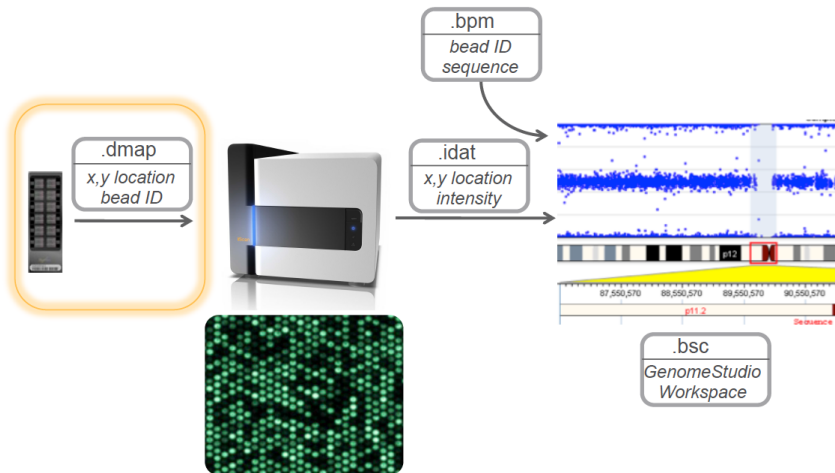 .bpm
bead ID
sequence
.dmap
x,y location
bead ID
.idat
x,y location
intensity
p12
87,550,570
88,550,570
89,550,570
90,550,570
p11.2
Sequence
.bsc
GenomeStudio
Workspace